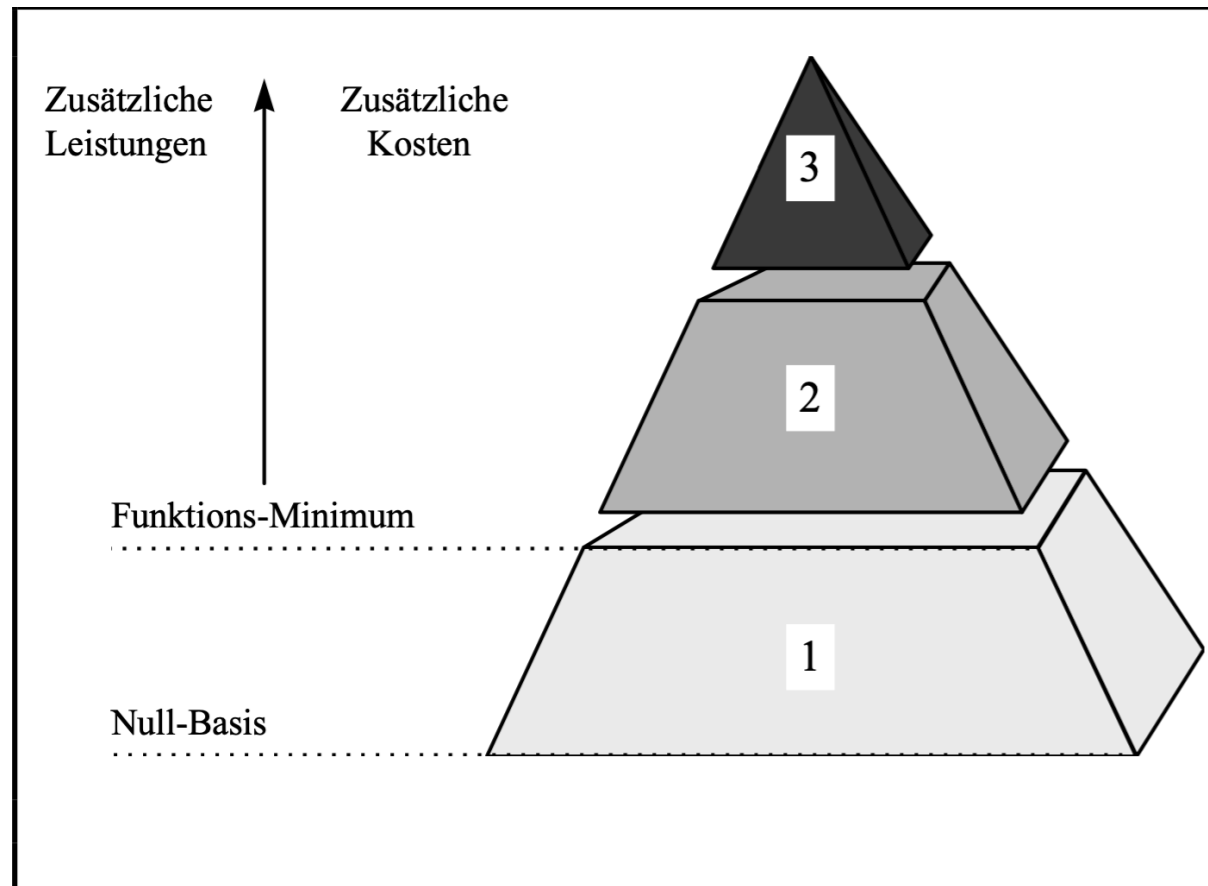 Zusätzliche
Leistungen
Zusätzliche
Kosten
3
2
Funktions-Minimum
1
Null-Basis